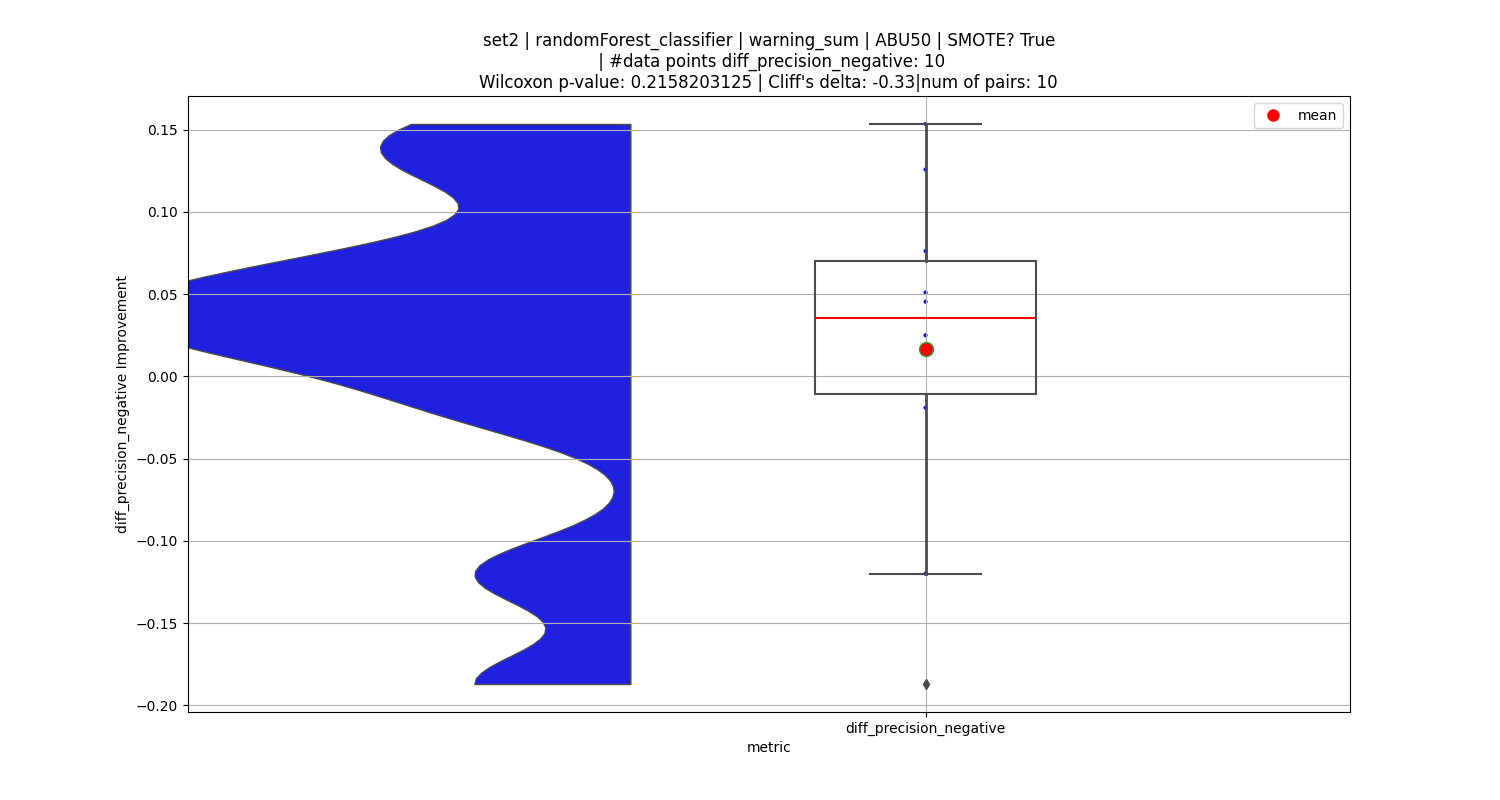 set2 | randomForest_classifier | warning_sum | ABU50 | SMOTE? True
| #data points diff_precision_negative: 10
Wilcoxon p-value: 0.2158203125 | Cliff's delta: -0.33|num of pairs: 10
mean
0.15
0.10
0.05
0.00
−0.05
−0.10
−0.15
−0.20
diff_precision_negative Improvement
diff_precision_negative
metric